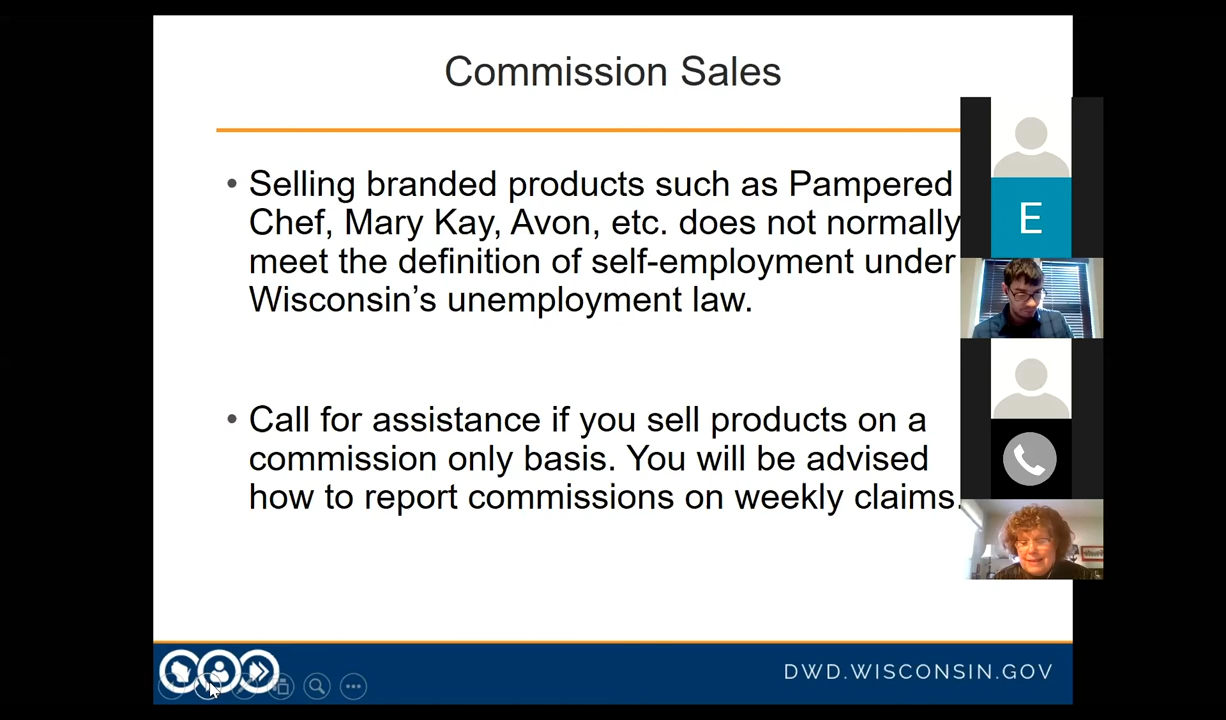 Commission Sales
• Selling branded products such as Pampered
Chef, Mary Kay, Avon, etc. does not normally
meet the definition of self-employment under
Wisconsin’s unemployment law.
• Call for assistance if you sell products on a
commission only basis. You will be advised
how to report commissions on weekly claims.
E
DWD.WISCONSIN.GOV